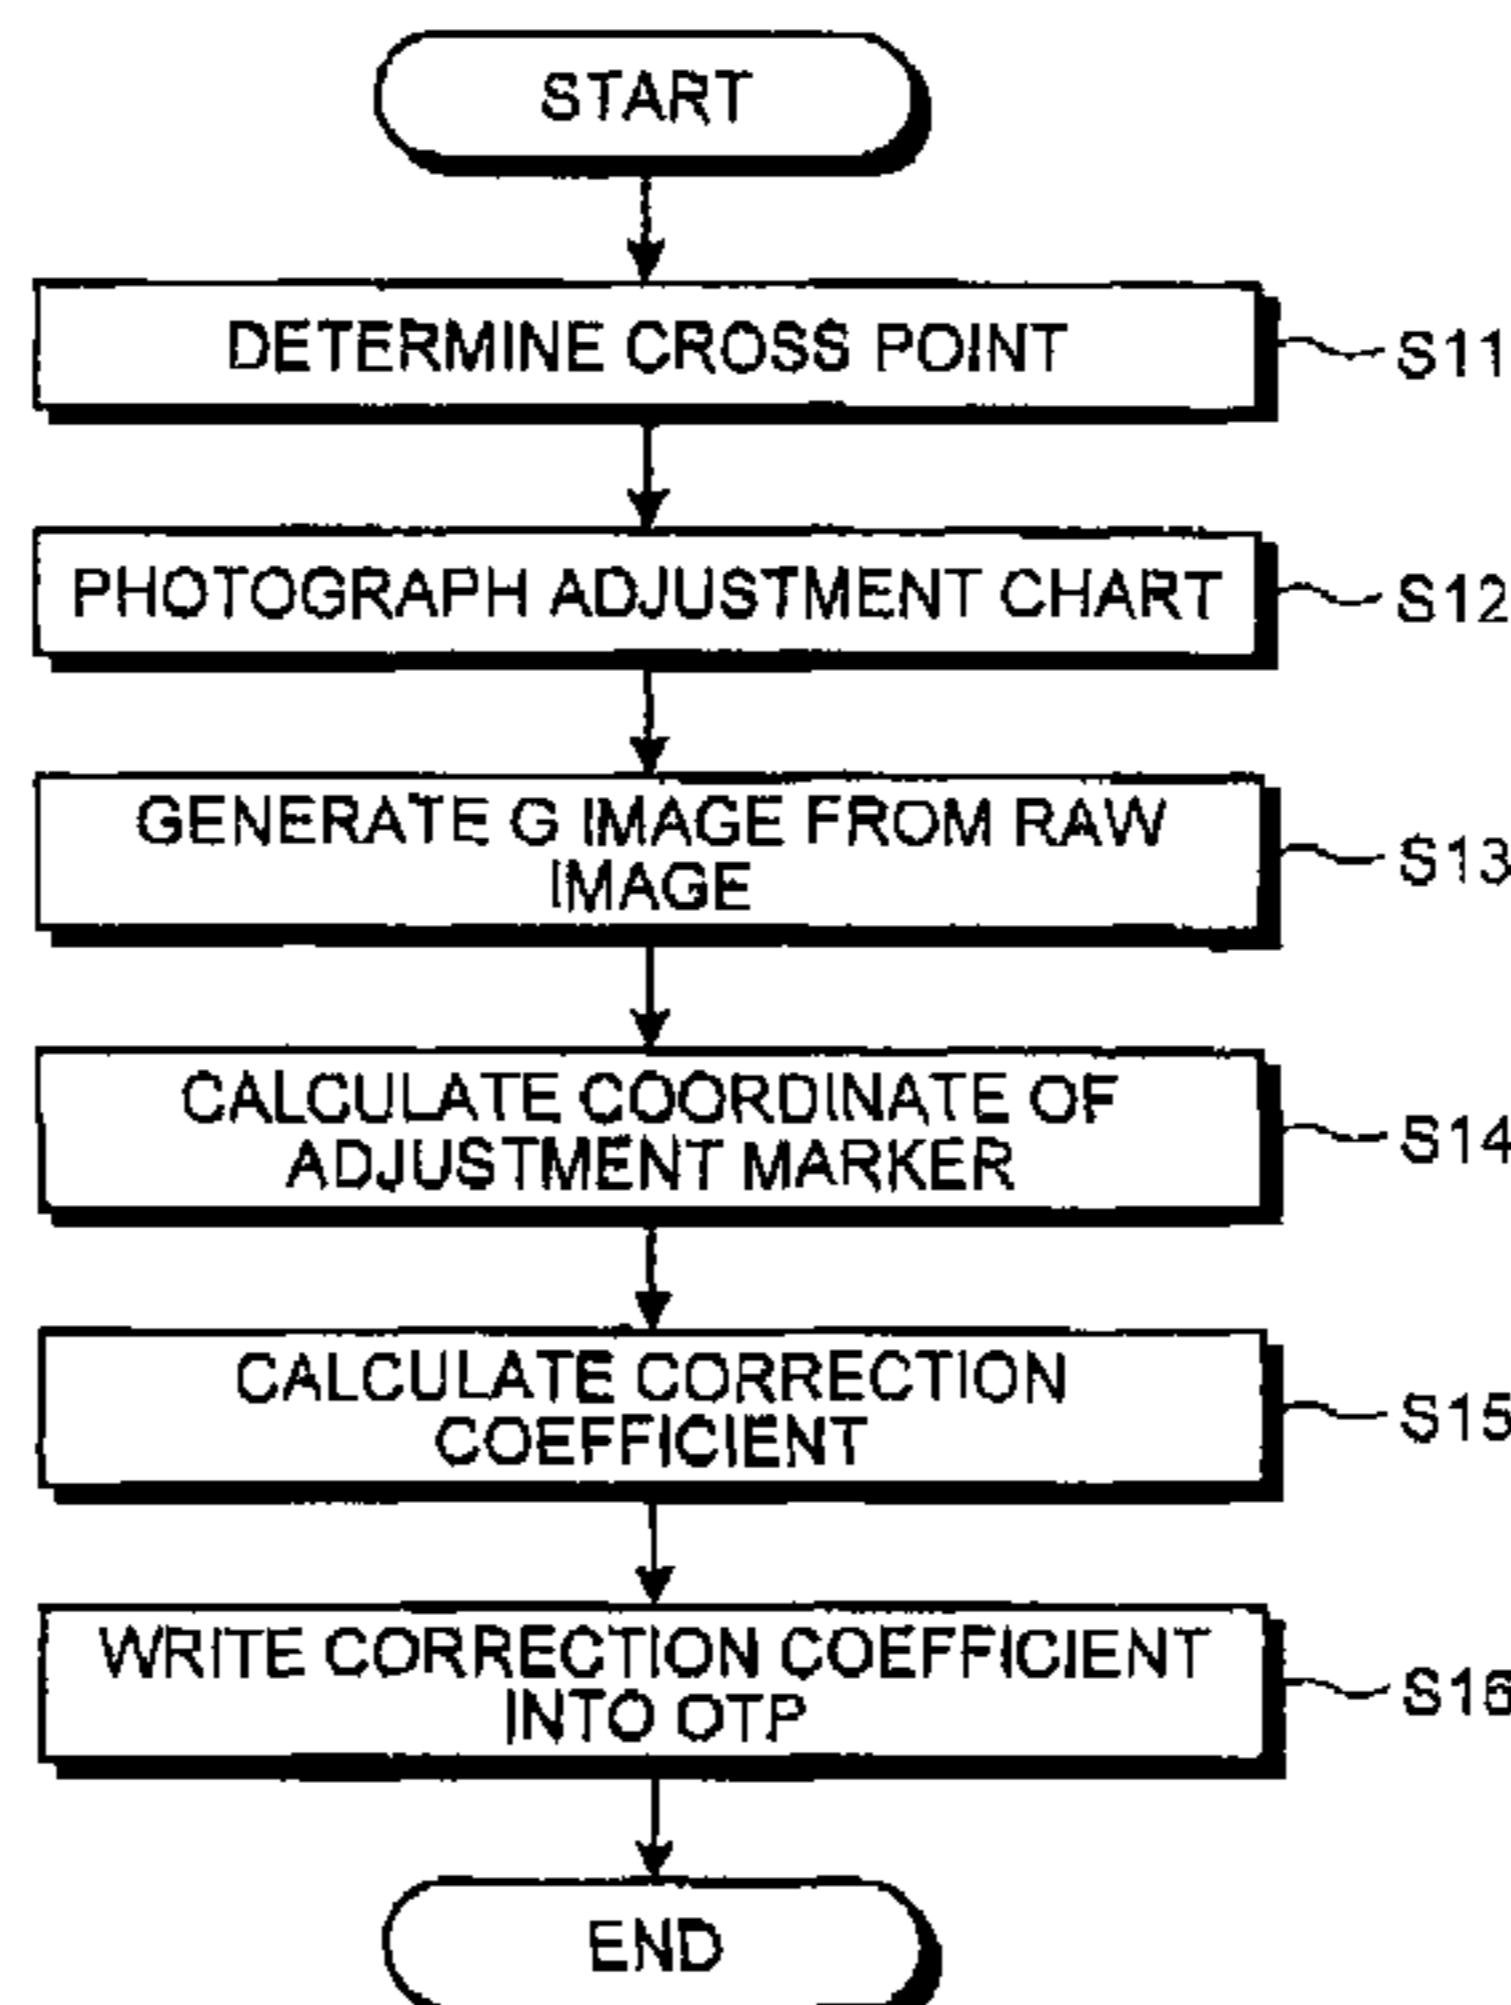 START
DETERMINE CROSS POINT
S11
PHOTOGRAPH ADJUSTMENT CHART
S12
GENERATE G IMAGE FROM RAW
IMAGE
S13
CALCULATE COORDINATE OF
ADJUSTMENT MARKER
S14
CALCULATE CORRECTION
COEFFICIENT
S15
WRITE CORRECTION COEFFICIENT
INTO OTP
S16
END